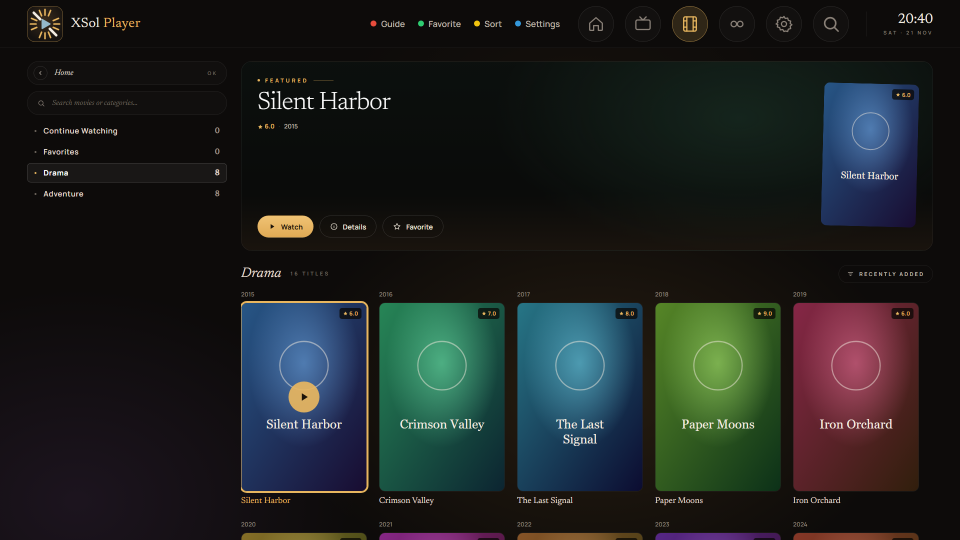 XSol Player
Guide
Favorite
Sort
Settings
20:40
SAT · 21 NOV
Home
OK
Search movies or categories...
Continue Watching 0
Favorites 0
Drama 8
Adventure 8
FEATURED
Silent Harbor
★ 6.0 2015
Watch
Details
Favorite
★ 6.0
Silent Harbor
Drama 16 TITLES
RECENTLY ADDED
2015
★ 6.0
Silent Harbor
Silent Harbor
2016
★ 7.0
Crimson Valley
Crimson Valley
2017
★ 8.0
The Last
Signal
The Last Signal
2018
★ 9.0
Paper Moons
Paper Moons
2019
★ 6.0
Iron Orchard
Iron Orchard
2020
2021
2022
2023
2024